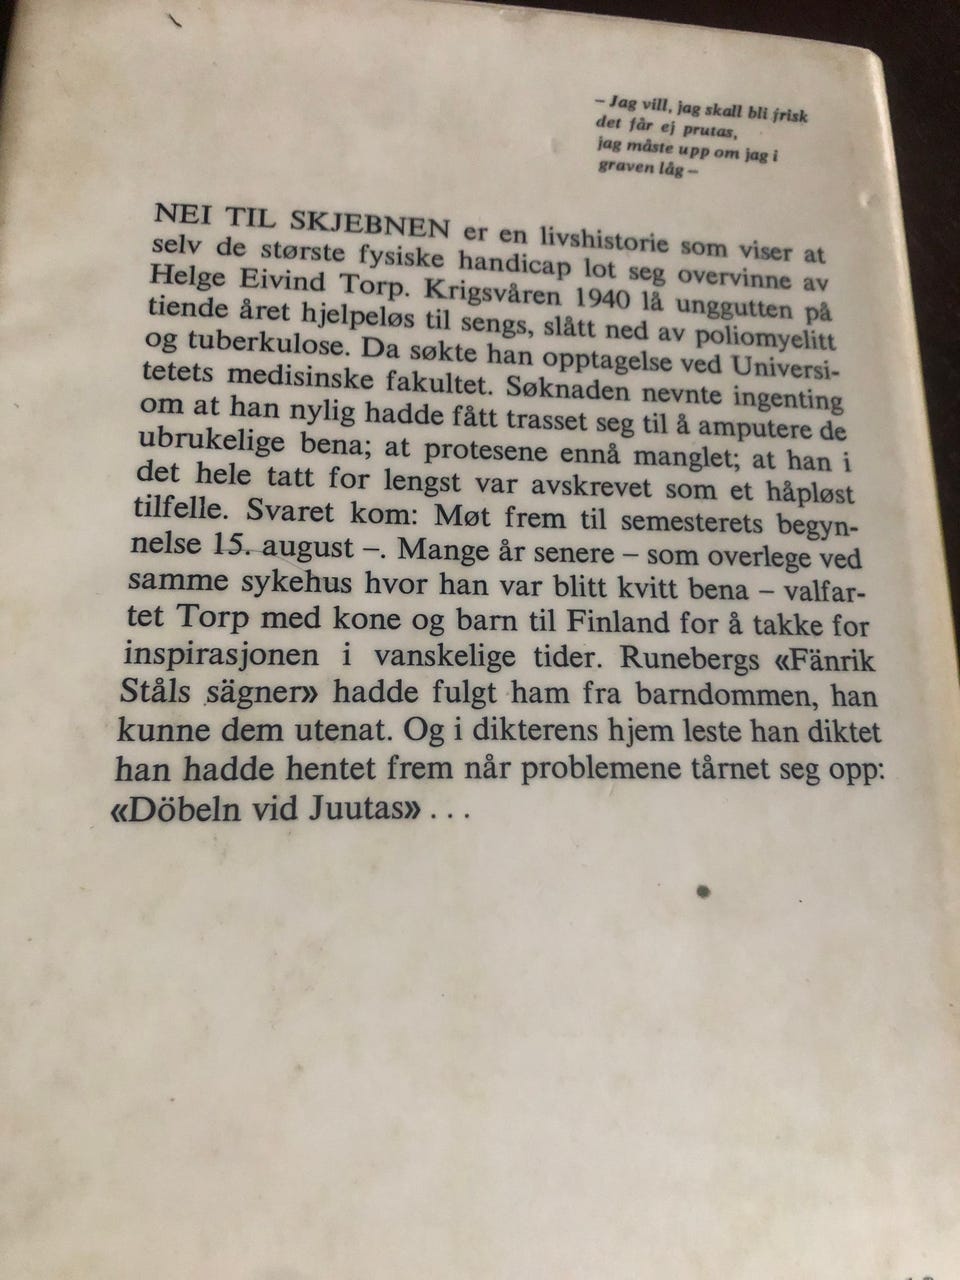 – Jag vill, jag skall bli frisk
det får ej prutas,
jag måste upp om jag i
graven låg –
NEI TIL SKJEBNEN er en livshistorie som viser at
selv de største fysiske handicap lot seg overvinne av
Helge Eivind Torp. Krigsvåren 1940 lå unggutten på
tiende året hjelpeløs til sengs, slått ned av poliomyelitt
og tuberkulose. Da søkte han opptagelse ved Universi-
tetets medisinske fakultet. Søknaden nevnte ingenting
om at han nylig hadde fått trasset seg til å amputere de
ubrukelige bena; at protesene ennå manglet; at han i
det hele tatt for lengst var avskrevet som et håpløst
tilfelle. Svaret kom: Møt frem til semesterets begyn-
nelse 15. august –. Mange år senere – som overlege ved
samme sykehus hvor han var blitt kvitt bena – valfar-
tet Torp med kone og barn til Finland for å takke for
inspirasjonen i vanskelige tider. Runebergs «Fänrik
Ståls sägner» hadde fulgt ham fra barndommen, han
kunne dem utenat. Og i dikterens hjem leste han diktet
han hadde hentet frem når problemene tårnet seg opp:
«Döbeln vid Juutas» . . .